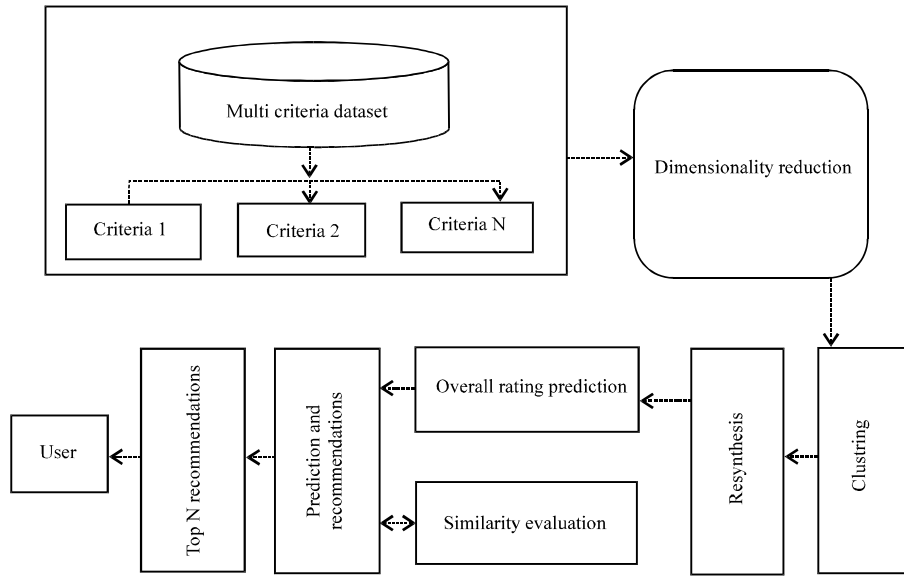 Multi criteria dataset
Criteria 1
Criteria 2
Criteria N
Dimensionality reduction
Clustring
Resynthesis
Overall rating prediction
Similarity evaluation
Prediction and
recommendations
Top N recommendations
User